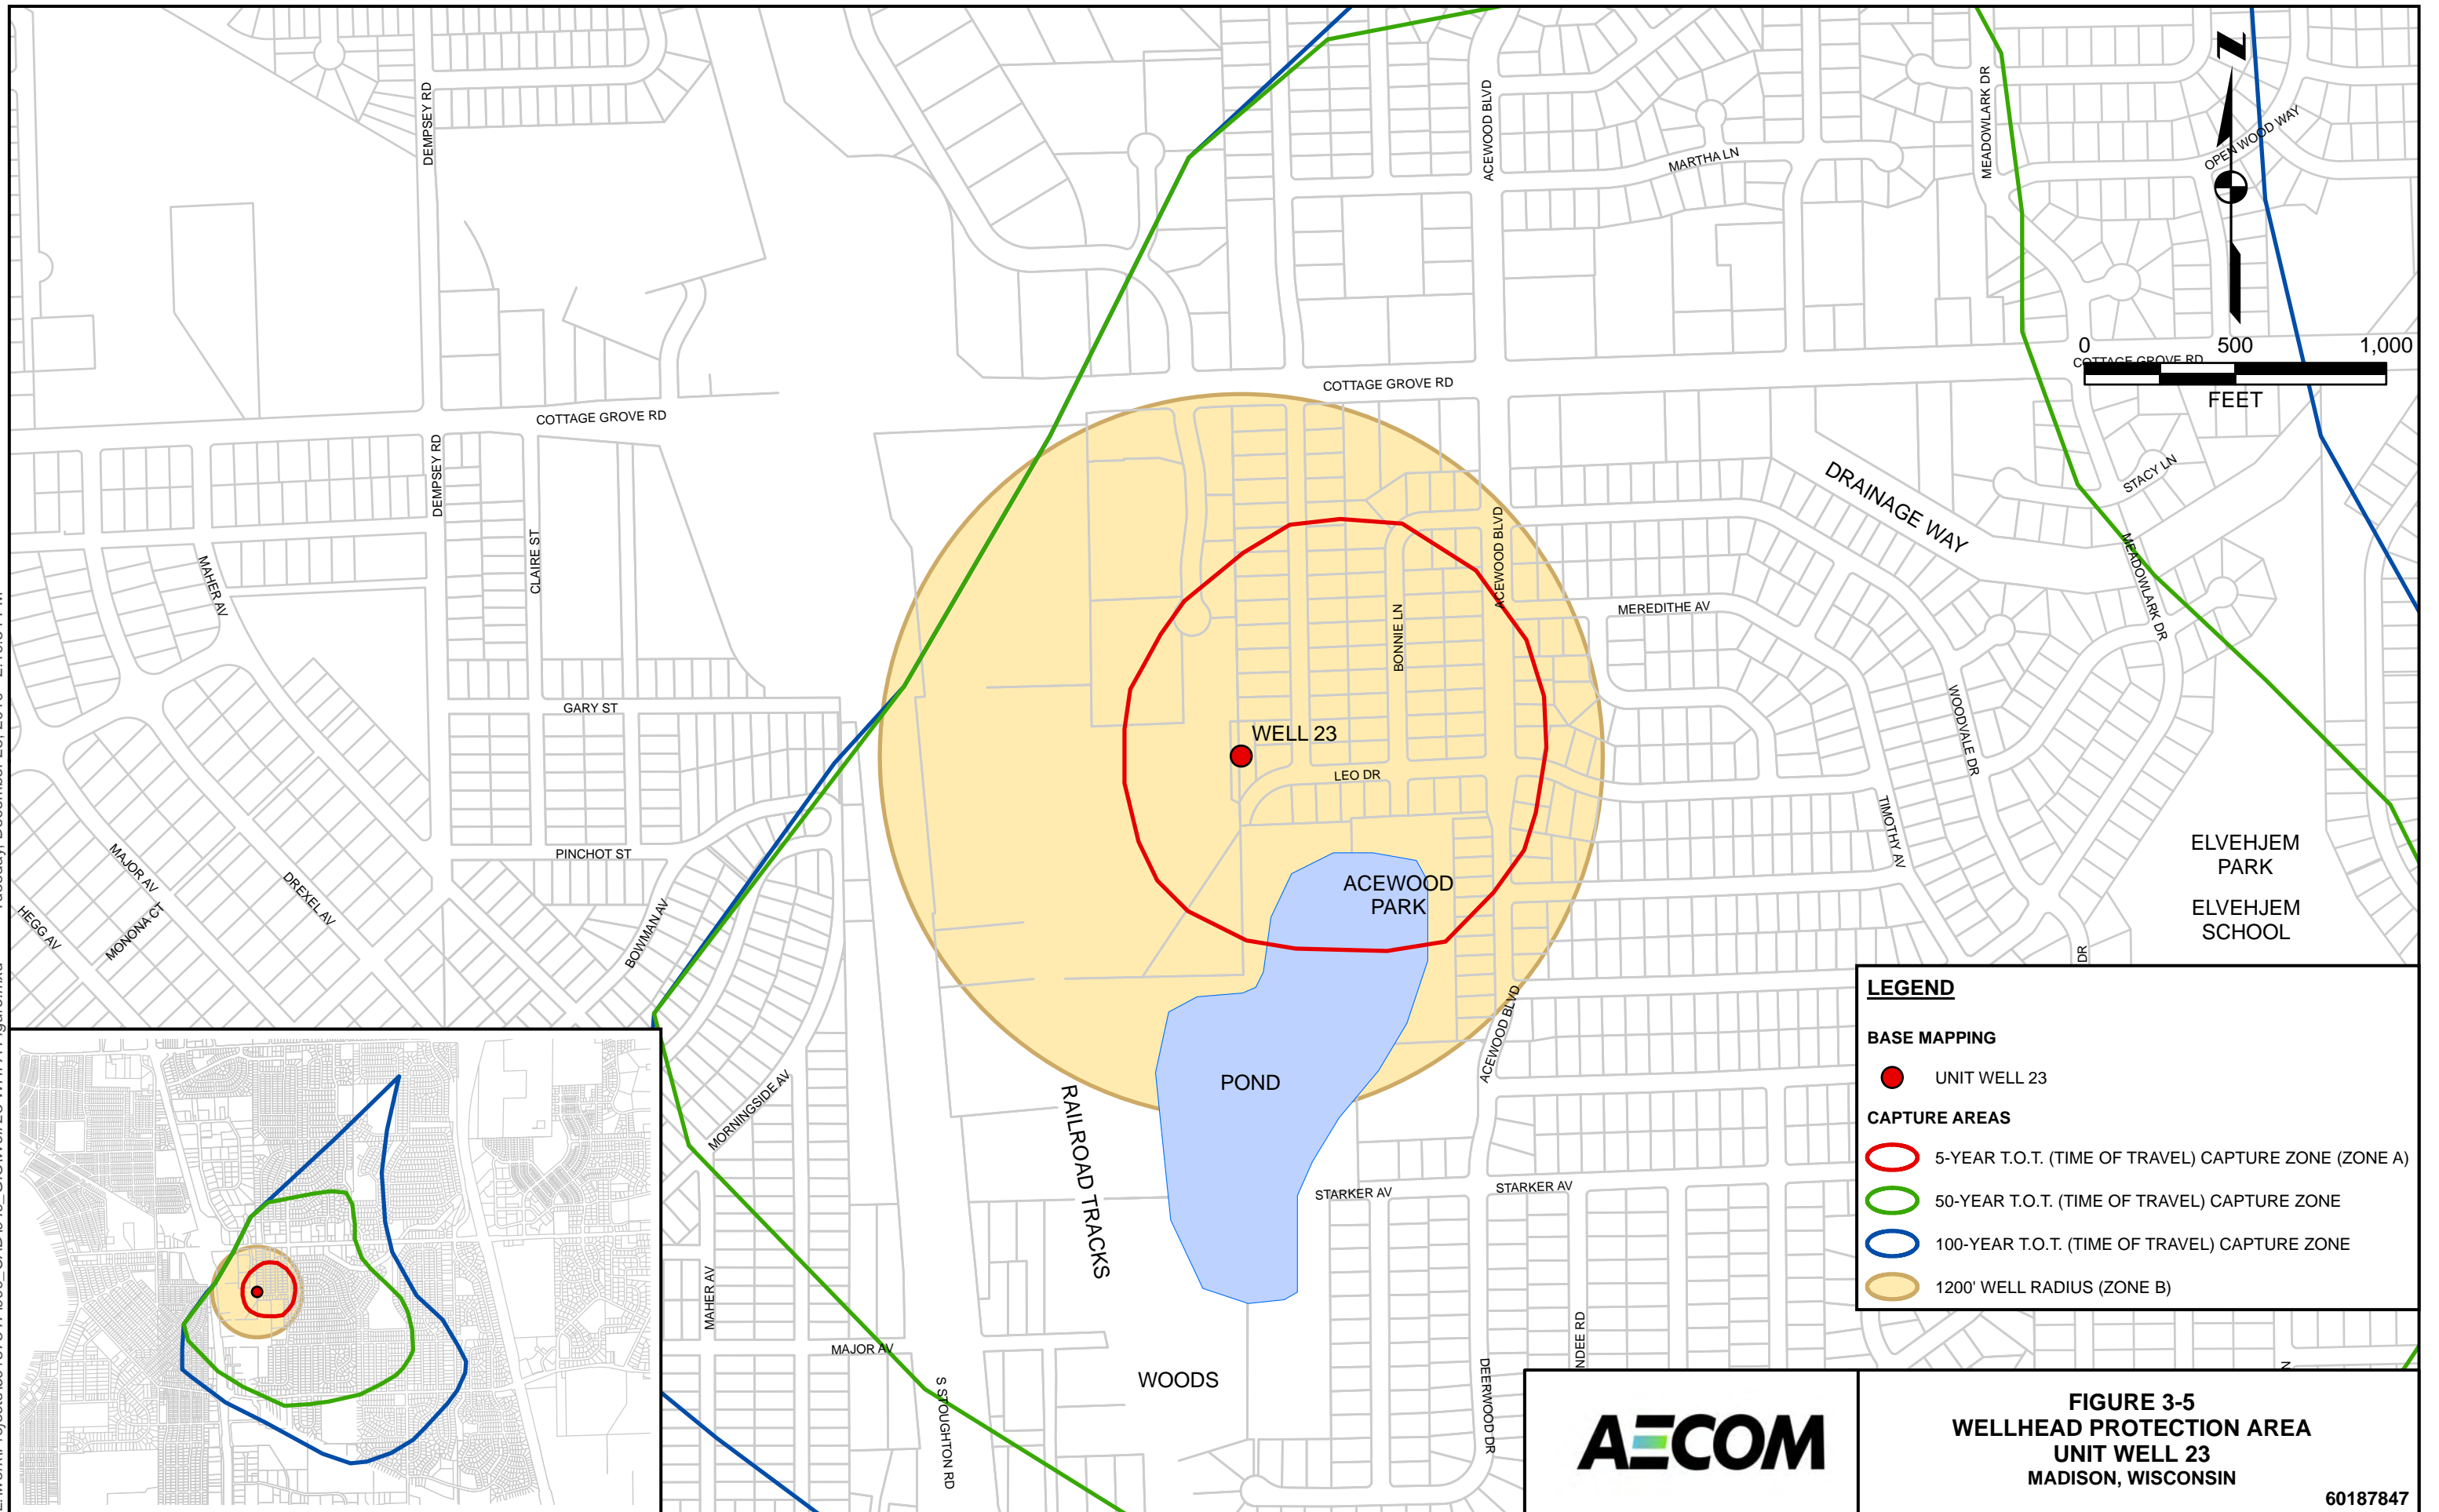 DEMPSEY RD
ACEWOOD BLVD
MARTHA LN
MEADOWLARK DR
OPEN WOOD WAY
N
0 500 1,000
COTTAGE GROVE RD
FEET
COTTAGE GROVE RD
COTTAGE GROVE RD
DEMPSEY RD
CLAIRE ST
MAHER AV
ACEWOOD BLVD
BONNIE LN
MEREDITHE AV
DRAINAGE WAY
STACY LN
MEADOWLARK DR
GARY ST
WELL 23
LEO DR
WOODVALE DR
TIMOTHY AV
PINCHOT ST
MAJOR AV
DREXEL AV
HEGG AV
MONONA CT
BOWMAN AV
ACEWOOD
PARK
ELVEHJEM
PARK
ELVEHJEM
SCHOOL
DR
ACEWOOD BLVD
POND
MORNINGSIDE AV
RAILROAD TRACKS
STARKER AV
STARKER AV
MAHER AV
MAJOR AV
S STOUGHTON RD
WOODS
DEERWOOD DR
NDEE RD
N
LEGEND
BASE MAPPING
UNIT WELL 23
CAPTURE AREAS
5-YEAR T.O.T. (TIME OF TRAVEL) CAPTURE ZONE (ZONE A)
50-YEAR T.O.T. (TIME OF TRAVEL) CAPTURE ZONE
100-YEAR T.O.T. (TIME OF TRAVEL) CAPTURE ZONE
1200' WELL RADIUS (ZONE B)
AECOM
FIGURE 3-5
WELLHEAD PROTECTION AREA
UNIT WELL 23
MADISON, WISCONSIN
60187847